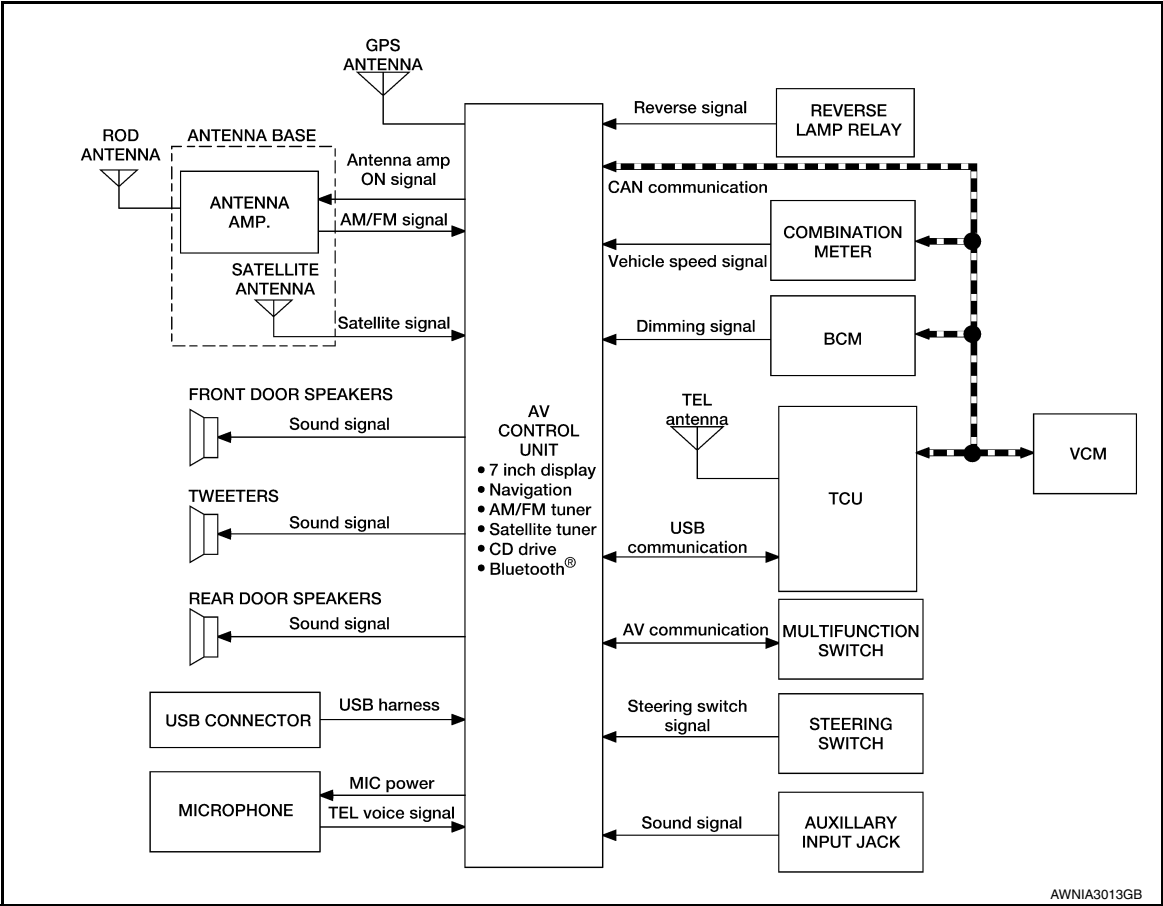 GPS
ANTENNA
ROD
ANTENNA
ANTENNA BASE
Antenna amp
ON signal
ANTENNA
AMP.
AM/FM signal
SATELLITE
ANTENNA
Satellite signal
FRONT DOOR SPEAKERS
Sound signal
TWEETERS
Sound signal
REAR DOOR SPEAKERS
Sound signal
USB CONNECTOR
USB harness
MICROPHONE
MIC power
TEL voice signal
AV
CONTROL
UNIT
• 7 inch display
• Navigation
• AM/FM tuner
• Satellite tuner
• CD drive
• Bluetooth®
Reverse signal
REVERSE
LAMP RELAY
CAN communication
COMBINATION
METER
Vehicle speed signal
Dimming signal
BCM
TEL
antenna
TCU
VCM
USB
communication
AV communication
MULTIFUNCTION
SWITCH
Steering switch
signal
STEERING
SWITCH
Sound signal
AUXILLARY
INPUT JACK
AWNIA3013GB